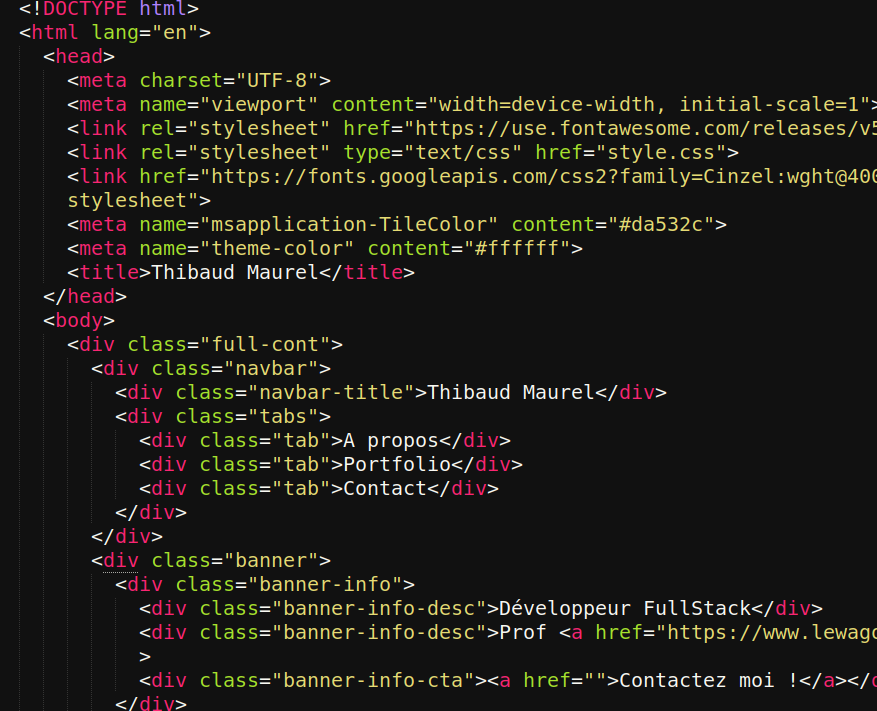 <!DOCTYPE html>
<html lang="en">
<head>
<meta charset="UTF-8">
<meta name="viewport" content="width=device-width, initial-scale=1">
<link rel="stylesheet" href="https://use.fontawesome.com/releases/v5
<link rel="stylesheet" type="text/css" href="style.css">
<link href="https://fonts.googleapis.com/css2?family=Cinzel:wght@400
stylesheet">
<meta name="msapplication-TileColor" content="#da532c">
<meta name="theme-color" content="#ffffff">
<title>Thibaud Maurel</title>
</head>
<body>
<div class="full-cont">
<div class="navbar">
<div class="navbar-title">Thibaud Maurel</div>
<div class="tabs">
<div class="tab">A propos</div>
<div class="tab">Portfolio</div>
<div class="tab">Contact</div>
</div>
</div>
<div class="banner">
<div class="banner-info">
<div class="banner-info-desc">Développeur FullStack</div>
<div class="banner-info-desc">Prof <a href="https://www.lewago
>
<div class="banner-info-cta"><a href="">Contactez moi !</a></d
</div>